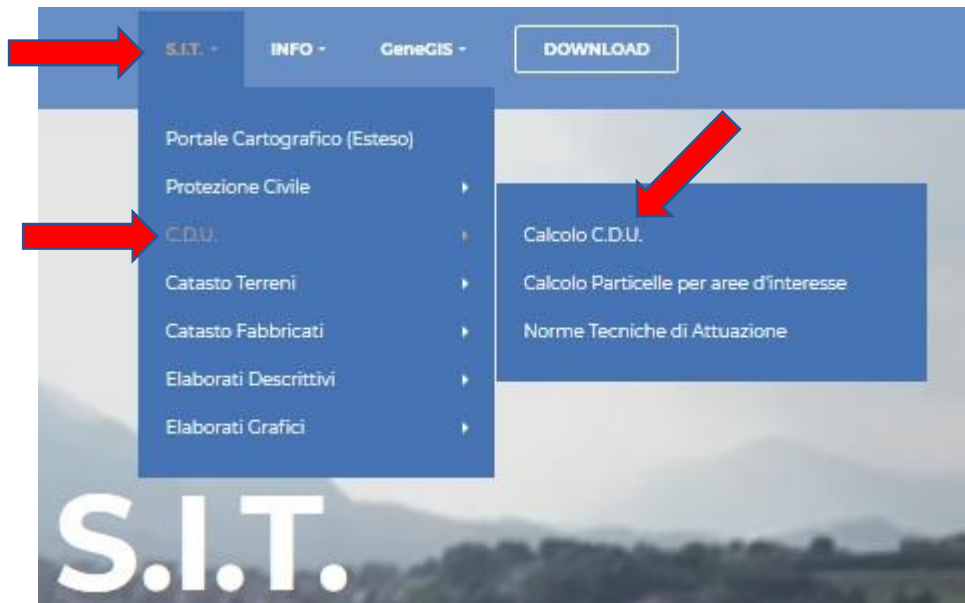 S.I.T. -
INFO -
GeneGIS -
DOWNLOAD
Portale Cartografico (Esteso)
Protezione Civile
C.D.U.
Catasto Terreni
Catasto Fabbricati
Elaborati Descrittivi
Elaborati Grafici
Calcolo C.D.U.
Calcolo Particelle per aree d'interesse
Norme Tecniche di Attuazione
S.I.T.